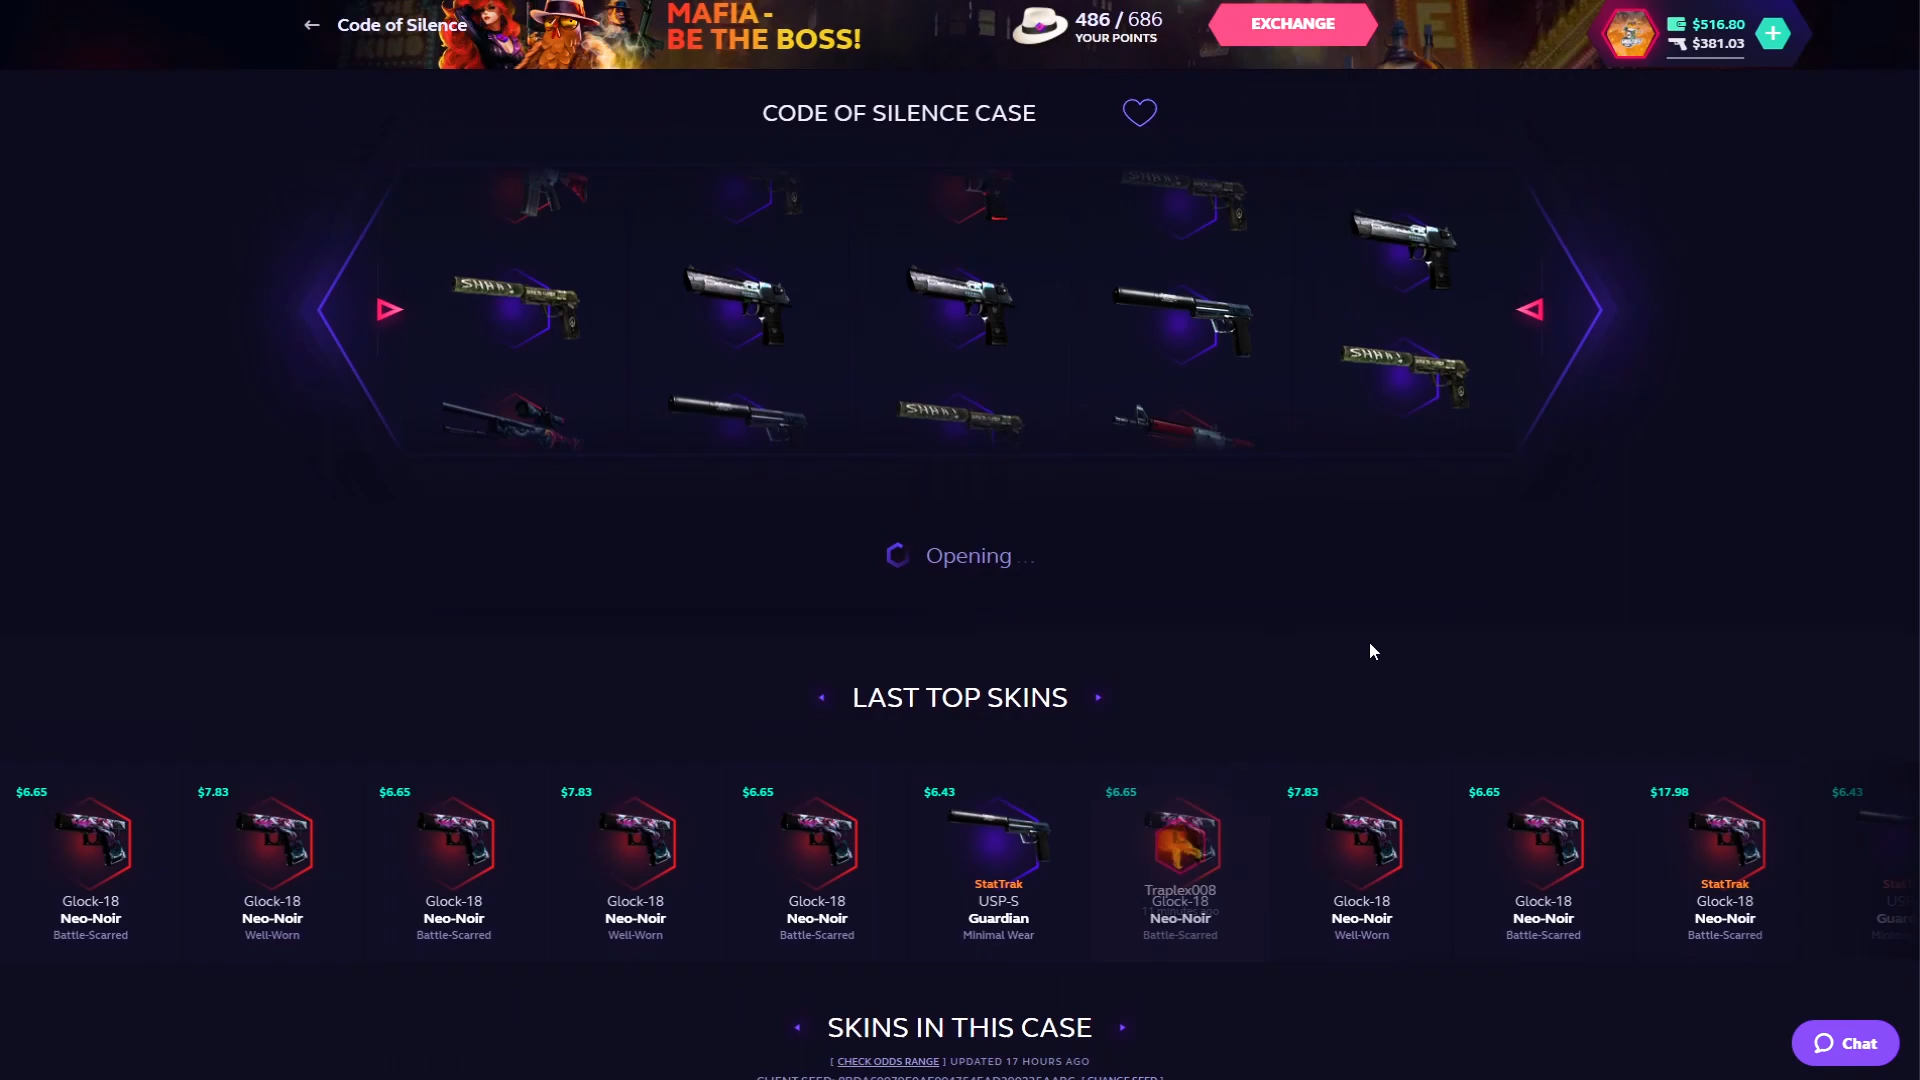 Code of Silence
MAFIA -
BE THE BOSS!
486 / 686
YOUR POINTS
EXCHANGE
$516.80
$381.03
CODE OF SILENCE CASE
Opening ...
LAST TOP SKINS
$6.65
Glock-18
Neo-Noir
Battle-Scarred
$7.83
Glock-18
Neo-Noir
Well-Worn
$6.65
Glock-18
Neo-Noir
Battle-Scarred
$7.83
Glock-18
Neo-Noir
Well-Worn
$6.65
Glock-18
Neo-Noir
Battle-Scarred
$6.43
StatTrak
USP-S
Guardian
Minimal Wear
$6.65
Traplex008
Glock-18
11 minutes ago
Neo-Noir
Battle-Scarred
$7.83
Glock-18
Neo-Noir
Well-Worn
$6.65
Glock-18
Neo-Noir
Battle-Scarred
$17.98
StatTrak
Glock-18
Neo-Noir
Battle-Scarred
$6.43
SKINS IN THIS CASE
[ CHECK ODDS RANGE ] UPDATED 17 HOURS AGO
Chat